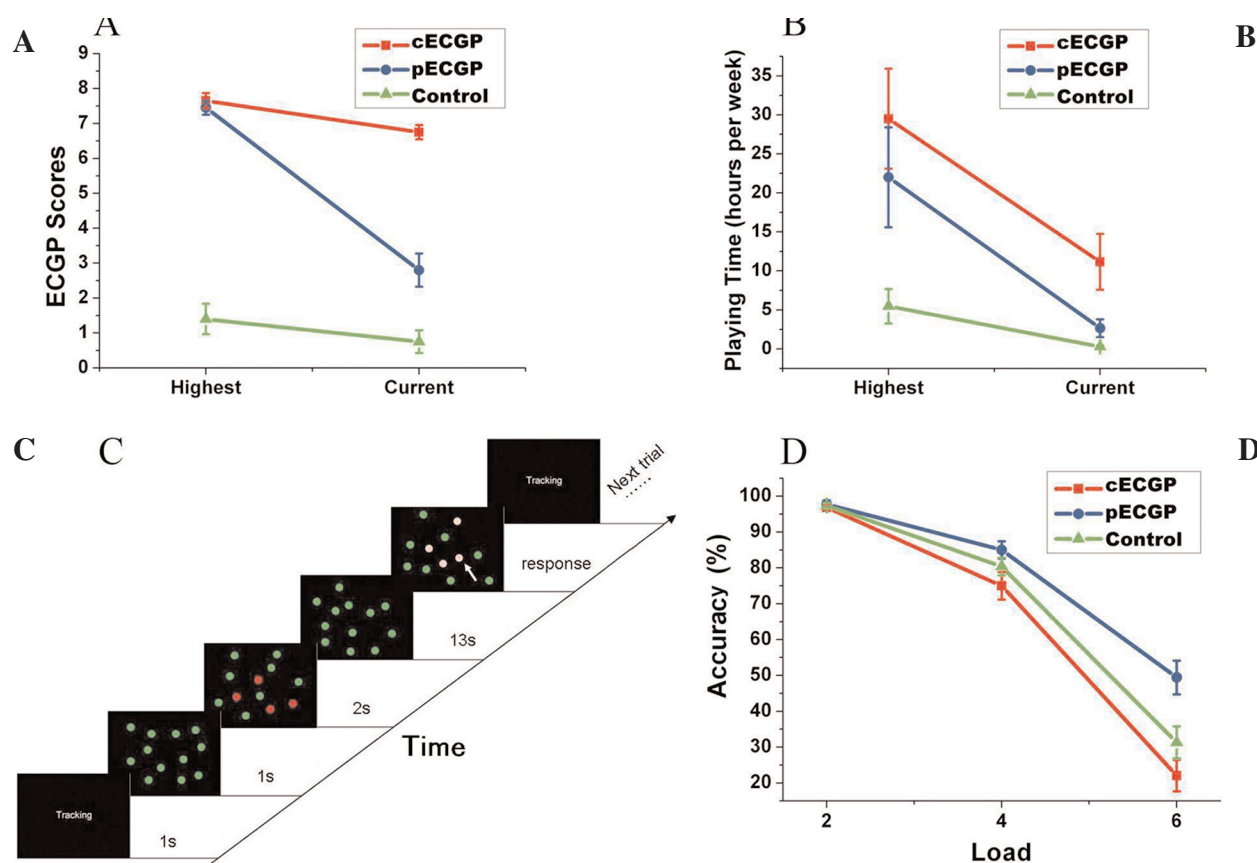 A
A
cECGP
pECGP
Control
9
8
7
6
5
4
3
2
1
0
ECGP Scores
Highest
Current
B
B
cECGP
pECGP
Control
35
30
25
20
15
10
5
0
Playing Time (hours per week)
Highest
Current
C
C
Tracking
Next trial
......
response
13s
2s
Time
1s
Tracking
1s
D
D
cECGP
pECGP
Control
100
90
80
70
60
50
40
30
20
Accuracy (%)
2
4
6
Load